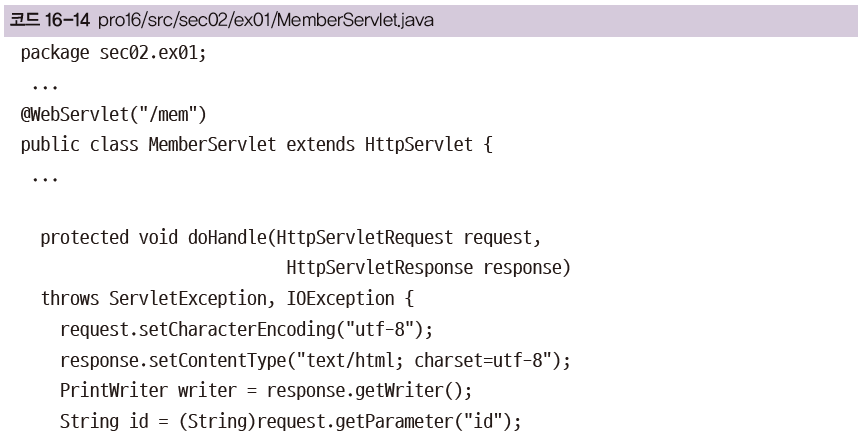 코드 16-14 pro16/src/sec02/ex01/MemberServlet.java
package sec02.ex01;
...
@WebServlet("/mem")
public class MemberServlet extends HttpServlet {
...
protected void doHandle(HttpServletRequest request,
HttpServletResponse response)
throws ServletException, IOException {
request.setCharacterEncoding("utf-8");
response.setContentType("text/html; charset=utf-8");
PrintWriter writer = response.getWriter();
String id = (String)request.getParameter("id");